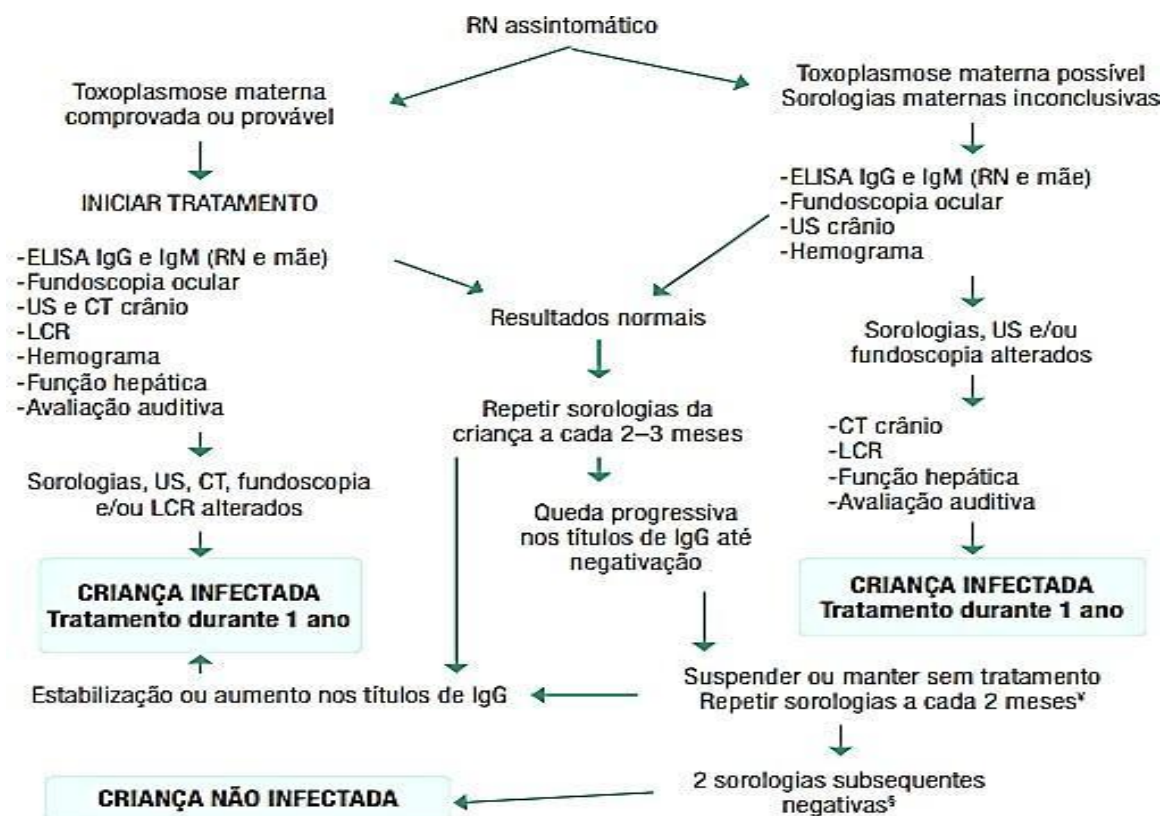 RN assintomático
Toxoplasmose materna
comprovada ou provável
INICIAR TRATAMENTO
-ELISA IgG e IgM (RN e mãe)
-Fundoscopia ocular
-US e CT crânio
-LCR
-Hemograma
-Função hepática
-Avaliação auditiva
Sorologias, US, CT, fundoscopia
e/ou LCR alterados
CRIANÇA INFECTADA
Tratamento durante 1 ano
Estabilização ou aumento nos títulos de IgG
CRIANÇA NÃO INFECTADA
Resultados normais
Repetir sorologias da
criança a cada 2–3 meses
Queda progressiva
nos títulos de IgG até
negativação
Suspender ou manter sem tratamento
Repetir sorologias a cada 2 meses¥
2 sorologias subsequentes
negativas§
Toxoplasmose materna possível
Sorologias maternas inconclusivas
-ELISA IgG e IgM (RN e mãe)
-Fundoscopia ocular
-US crânio
-Hemograma
Sorologias, US e/ou
fundoscopia alterados
-CT crânio
-LCR
-Função hepática
-Avaliação auditiva
CRIANÇA INFECTADA
Tratamento durante 1 ano